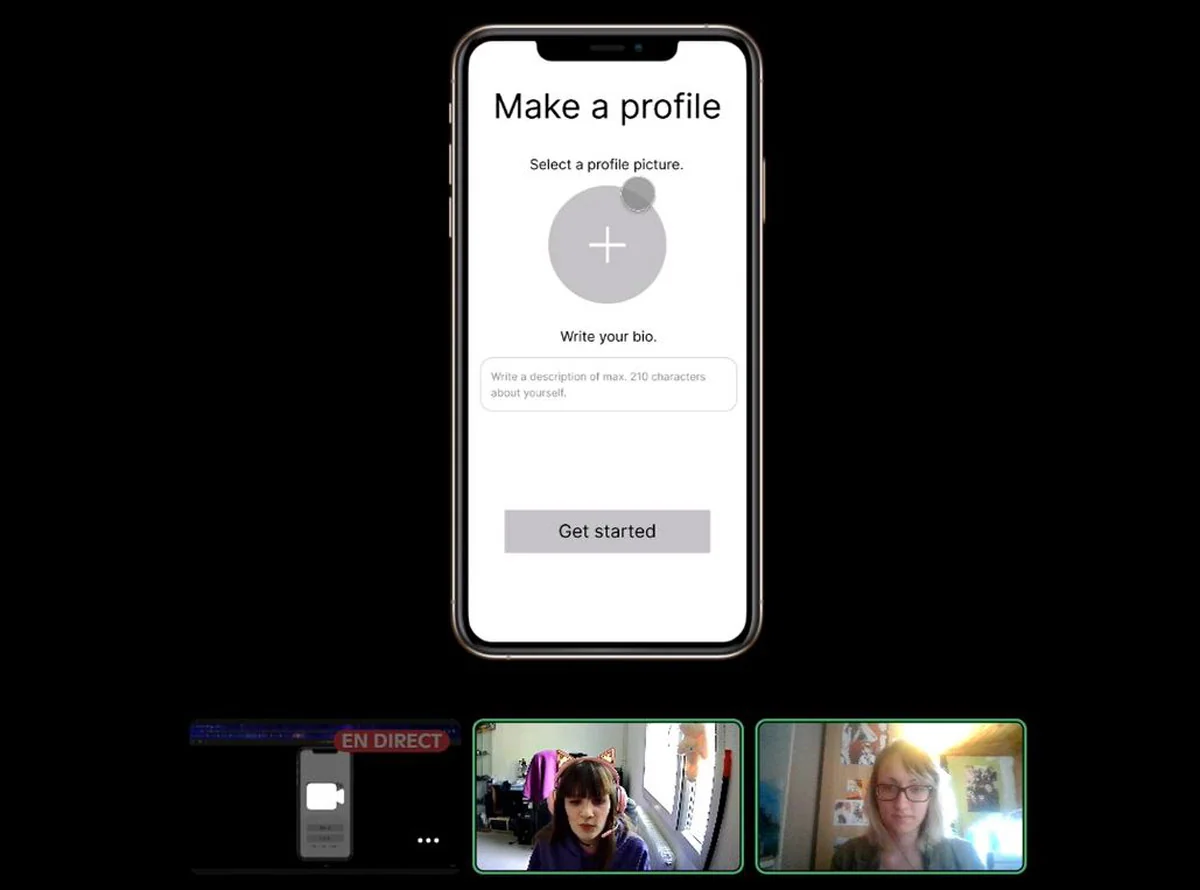 Make a profile
Select a profile picture.
Write your bio.
Write a description of max. 210 characters
about yourself.
Get started
EN DIRECT